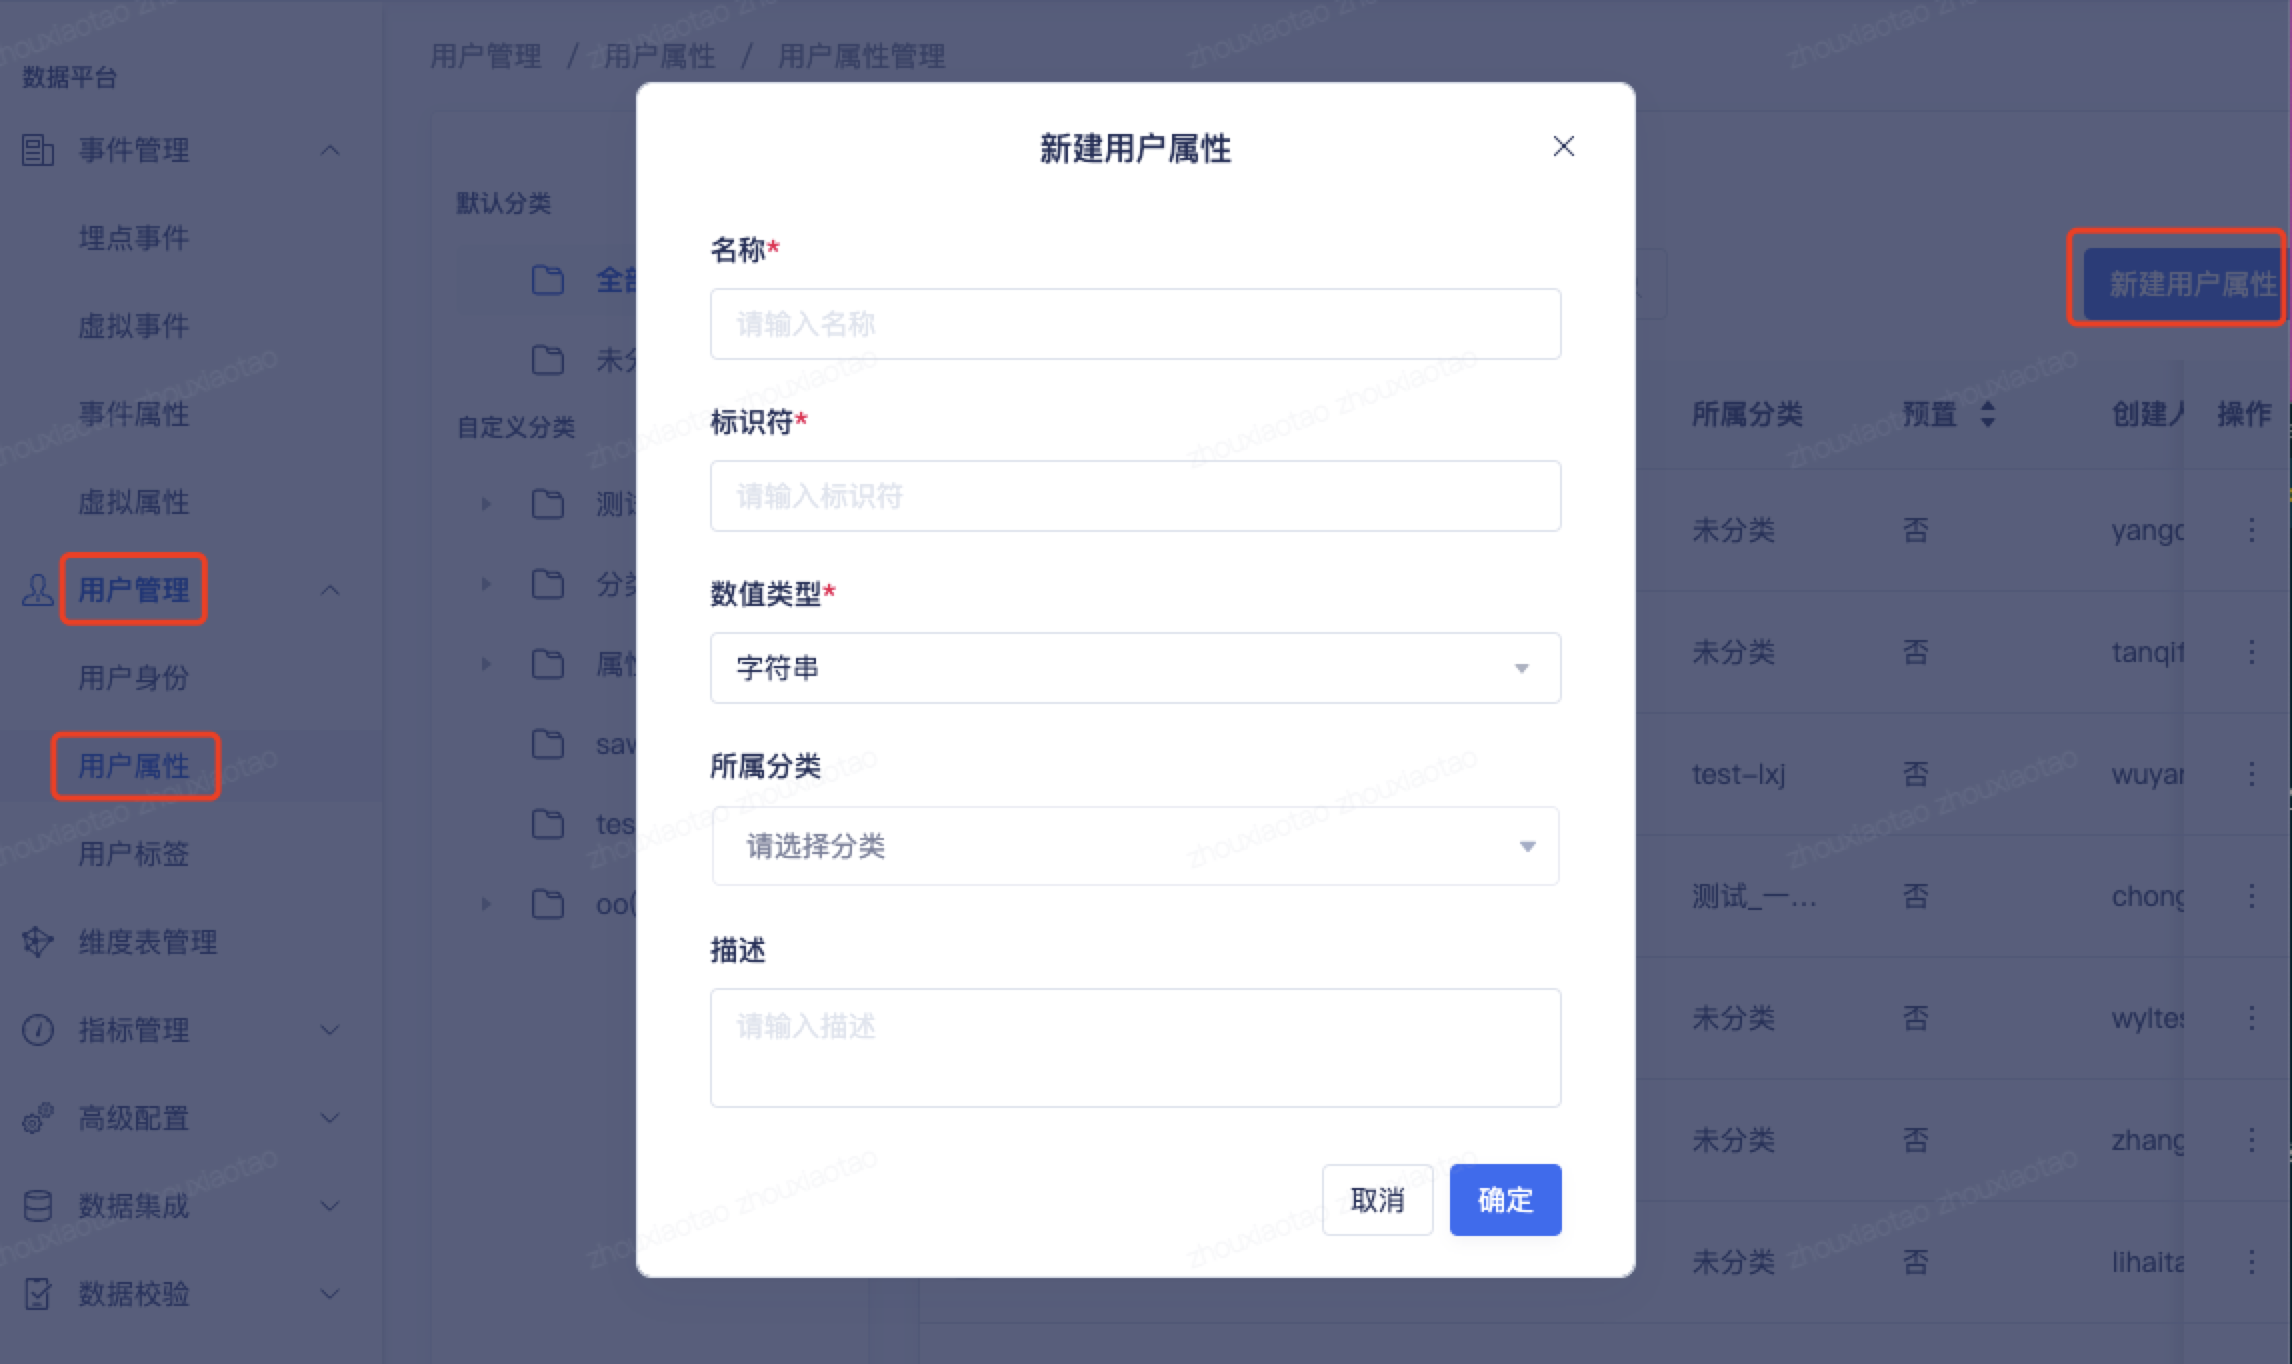 数据平台
事件管理
埋点事件
虚拟事件
事件属性
虚拟属性
用户管理
用户身份
用户属性
用户标签
维度表管理
指标管理
高级配置
数据集成
数据校验
用户管理 / 用户属性 / 用户属性管理
默认分类
全部
未分
自定义分类
测试
分类
属性
sav
tes
oo(
新建用户属性
名称*
请输入名称
标识符*
请输入标识符
数值类型*
字符串
所属分类
请选择分类
描述
请输入描述
取消 确定
新建用户属性
所属分类 预置 创建人 操作
未分类 否 yang
未分类 否 tanqif
test-lxj 否 wuyar
测试_一... 否 chong
未分类 否 wyltes
未分类 否 zhang
未分类 否 lihaita
zhouxiaotao zhouxiaotao